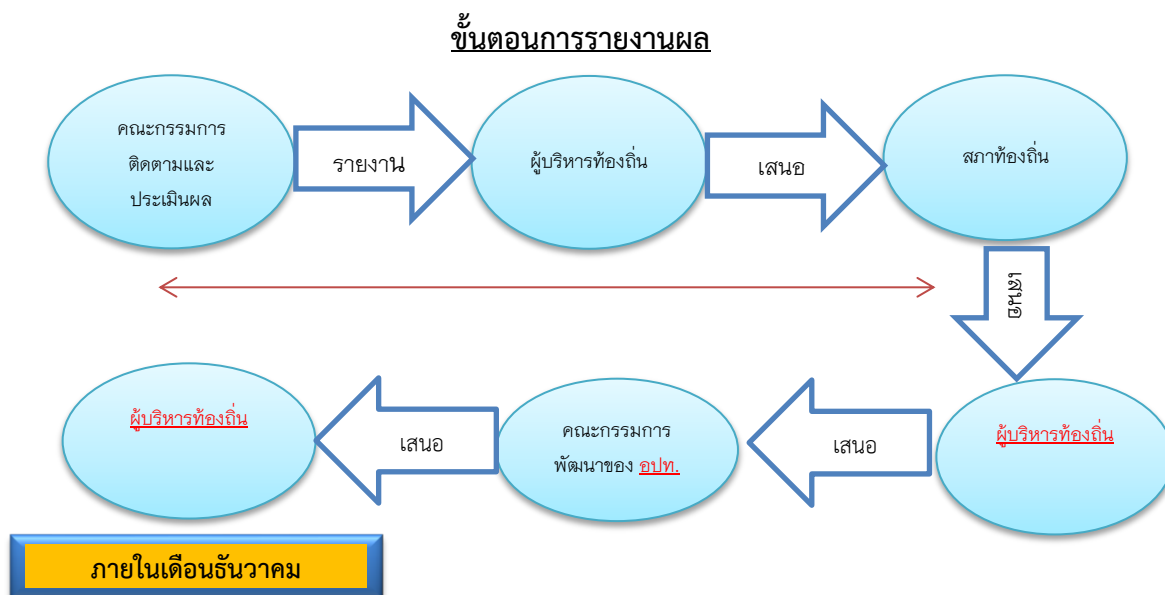 ขั้นตอนการรายงานผล
คณะกรรมการ
ติดตามและ
ประเมินผล
รายงาน
ผู้บริหารท้องถิ่น
เสนอ
สภาท้องถิ่น
เสนอ
ผู้บริหารท้องถิ่น
เสนอ
คณะกรรมการ
พัฒนาของ อปท.
เสนอ
ผู้บริหารท้องถิ่น
ภายในเดือนธันวาคม